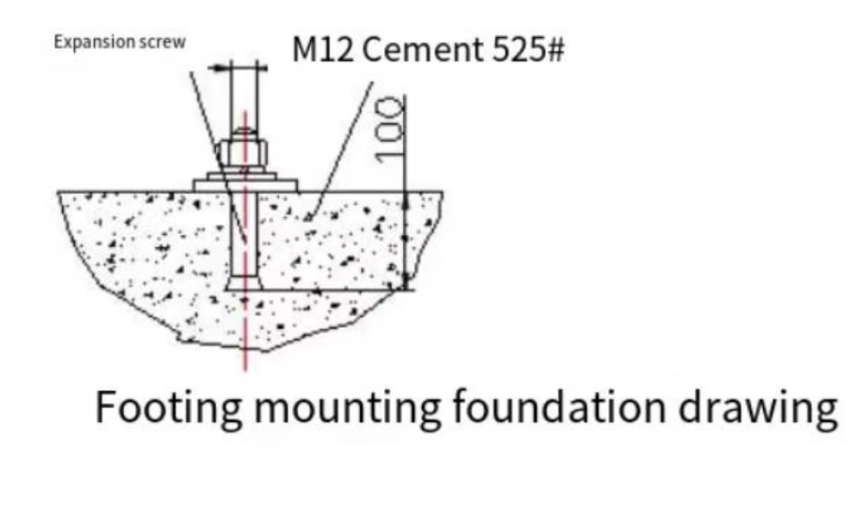 Expansion screw
M12 Cement 525#
100
Footing mounting foundation drawing